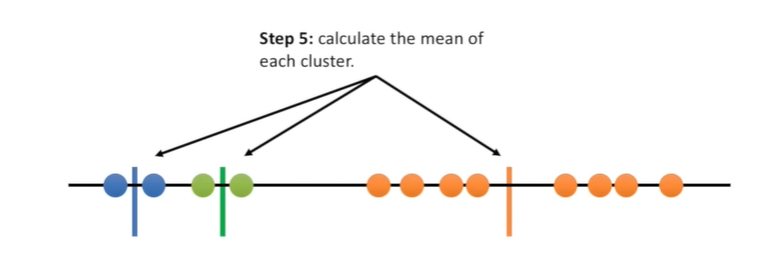 Step 5: calculate the mean of
each cluster.